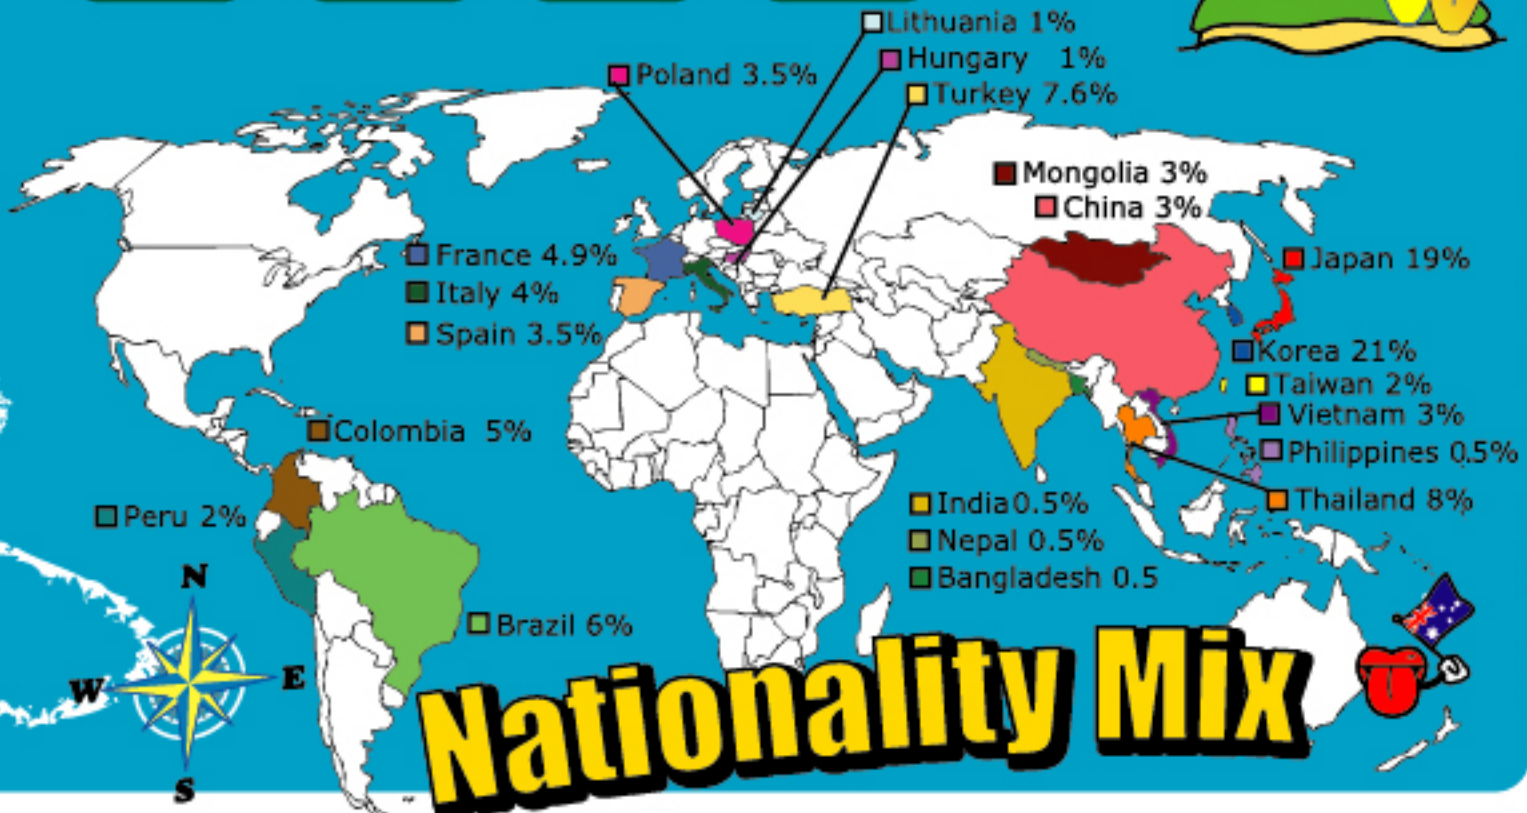 Lithuania 1%
Hungary 1%
Poland 3.5%
Turkey 7.6%
Mongolia 3%
China 3%
France 4.9%
Japan 19%
Italy 4%
Spain 3.5%
Korea 21%
Taiwan 2%
Vietnam 3%
Colombia 5%
Philippines 0.5%
Thailand 8%
India 0.5%
Peru 2%
Nepal 0.5%
Bangladesh 0.5
Brazil 6%
N
W
E
S
Nationality Mix